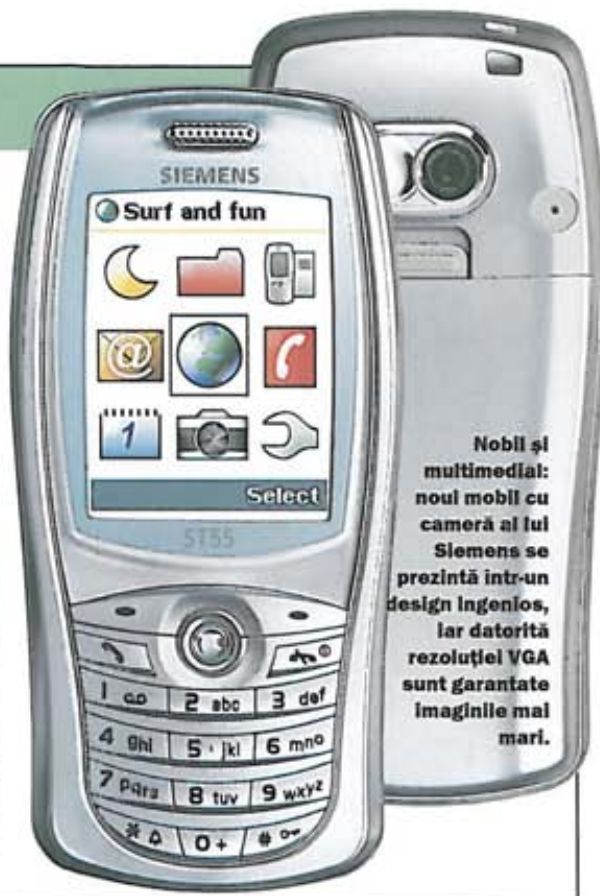 SIEMENS
Surf and fun
@
1
Select
ST55
1
2 abc
3 def
4 ghi
5 jkl
6 mno
7 pqrs
8 tuv
9 wxyz
*
0 +
#
Nobil şi
multimedial:
noul mobil cu
cameră al lui
Siemens se
prezintă într-un
design ingenios,
iar datorită
rezoluţiei VGA
sunt garantate
imaginile mai
mari.